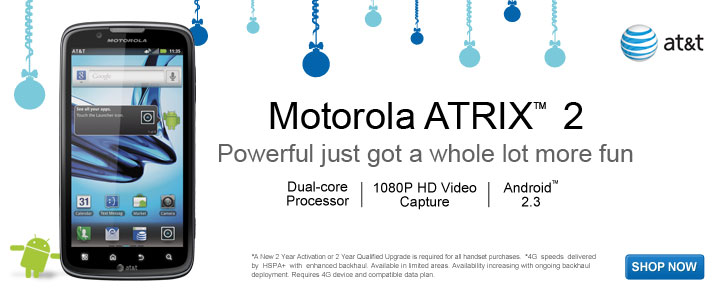 at&t
MOTOROLA
AT&T 11:35
Google
See all your apps.
Touch the Launcher icon.
31
Calendar Text Messag Market Camera
at&t
Motorola ATRIX™ 2
Powerful just got a whole lot more fun
Dual-core
Processor
1080P HD Video
Capture
Android™
2.3
*A New 2 Year Activation or 2 Year Qualified Upgrade is required for all handset purchases. *4G speeds delivered
by HSPA+ with enhanced backhaul. Available in limited areas. Availability increasing with ongoing backhaul
deployment. Requires 4G device and compatible data plan.
SHOP NOW